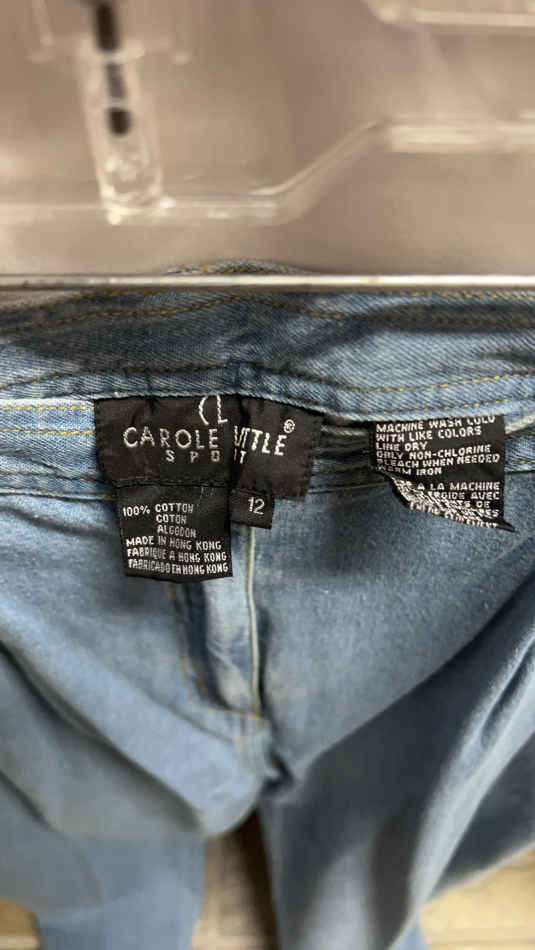 CL
CAROLE LITTLE®
SPORT
12
100% COTTON
COTON
ALGODON
MADE IN HONG KONG
FABRIQUE A HONG KONG
FABRICADO EN HONG KONG
MACHINE WASH COLD
WITH LIKE COLORS
LINE DRY
ONLY NON-CHLORINE
BLEACH WHEN NEEDED
WARM IRON
A LA MACHINE
FROIDE AVEC